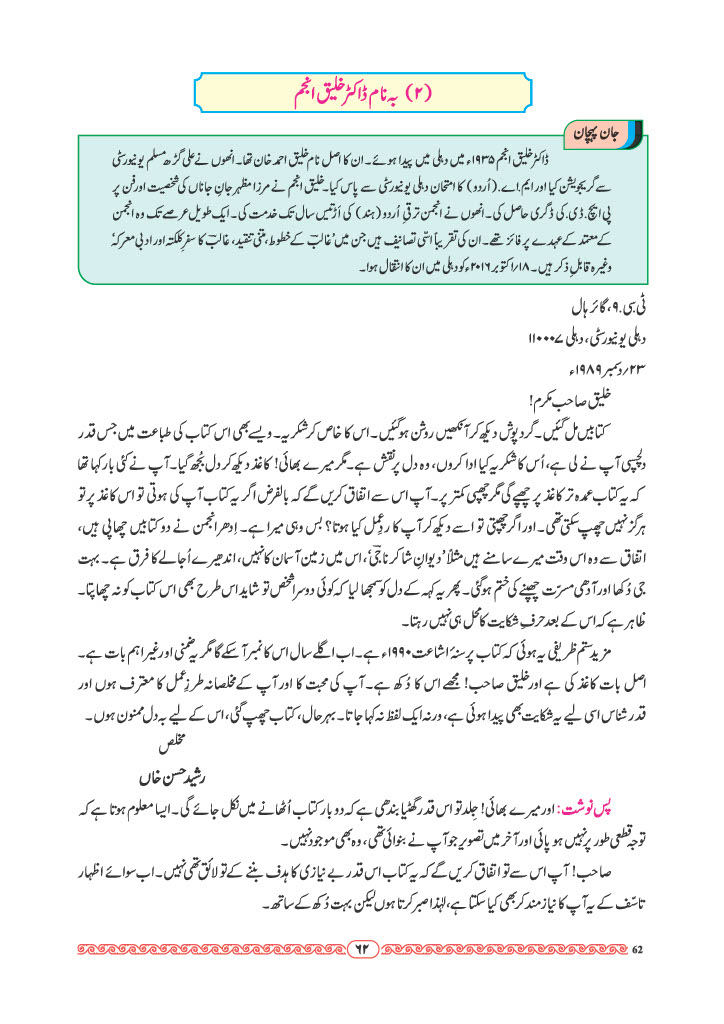 (۲) بہ نام ڈاکٹر خلیق انجم
جان پہچان
ڈاکٹر خلیق انجم ۱۹۳۵ء میں دہلی میں پیدا ہوئے۔ ان کا اصل نام خلیق احمد خان تھا۔ انھوں نے علی گڑھ مسلم یونیورسٹی
سے گریجویشن کیا اور ایم.اے. (اُردو) کا امتحان دہلی یونیورسٹی سے پاس کیا۔ خلیق انجم نے مرزا مظہر جانِ جاناں کی شخصیت اور فن پر
پی ایچ.ڈی. کی ڈگری حاصل کی۔ انھوں نے انجمن ترقیِ اُردو (ہند) کی اڑتیس سال تک خدمت کی۔ ایک طویل عرصے تک وہ انجمن
کے معتمد کے عہدے پر فائز تھے۔ ان کی تقریباً اسّی تصانیف ہیں جن میں 'غالبؔ کے خطوط، متنی تنقید، غالبؔ کا سفرِ کلکتہ اور ادبی معرکہ'
وغیرہ قابلِ ذکر ہیں۔ ۱۸؍ اکتوبر ۲۰۱۶ء کو دہلی میں ان کا انتقال ہوا۔
ٹی.سی.۹، گائر ہال
دہلی یونیورسٹی، دہلی ۱۱۰۰۰۷
۲۳؍ دسمبر ۱۹۸۹ء
خلیق صاحب مکرم!
کتابیں مل گئیں۔ گرد پوش دیکھ کر آنکھیں روشن ہوگئیں۔ اس کا خاص کر شکریہ۔ ویسے بھی اس کتاب کی طباعت میں جس قدر
دلچسپی آپ نے لی ہے، اُس کا شکریہ کیا ادا کروں، وہ دل پر نقش ہے۔ مگر میرے بھائی! کاغذ دیکھ کر دل بُجھ گیا۔ آپ نے کئی بار کہا تھا
کہ یہ کتاب عمدہ تر کاغذ پر چھپے گی مگر چھپی کمتر پر۔ آپ اس سے اتفاق کریں گے کہ بالفرض اگر یہ کتاب آپ کی ہوتی تو اس کاغذ پر تو
ہرگز نہیں چھپ سکتی تھی۔ اور اگر چھپتی تو اسے دیکھ کر آپ کا ردِعمل کیا ہوتا؟ بس وہی میرا ہے۔ اِدھر انجمن نے دو کتابیں چھاپی ہیں،
اتفاق سے وہ اس وقت میرے سامنے ہیں مثلاً 'دیوانِ شاکر ناجیؔ'، اس میں زمین آسمان کا نہیں، اندھیرے اُجالے کا فرق ہے۔ بہت
جی دُکھا اور آدھی مسرّت چھپنے کی ختم ہوگئی۔ پھر یہ کہہ کے دل کو سمجھا لیا کہ کوئی دوسرا شخص تو شاید اس طرح بھی اس کتاب کو نہ چھاپتا۔
ظاہر ہے کہ اس کے بعد حرفِ شکایت کا محل ہی نہیں رہتا۔
مزید ستم ظریفی یہ ہوئی کہ کتاب پر سنہ اشاعت ۱۹۹۰ء ہے۔ اب اگلے سال اس کا نمبر آسکے گا مگر یہ ضمنی اور غیر اہم بات ہے۔
اصل بات کاغذ کی ہے اور خلیق صاحب! مجھے اس کا دُکھ ہے۔ آپ کی محبت کا اور آپ کے مخلصانہ طرزِ عمل کا معترف ہوں اور
قدر شناس اسی لیے یہ شکایت بھی پیدا ہوئی ہے، ورنہ ایک لفظ نہ کہا جاتا۔ بہر حال، کتاب چھپ گئی، اس کے لیے بہ دل ممنون ہوں۔
مخلص
رشید حسن خاں
پس نوشت: اور میرے بھائی! جلد تو اس قدر گھٹیا بندھی ہے کہ دو بار کتاب اُٹھانے میں نکل جائے گی۔ ایسا معلوم ہوتا ہے کہ
توجہ قطعی طور پر نہیں ہو پائی اور آخر میں تصویر جو آپ نے بنوائی تھی، وہ بھی موجود نہیں۔
صاحب! آپ اس سے تو اتفاق کریں گے کہ یہ کتاب اس قدر بے نیازی کا ہدف بننے کے تو لائق تھی نہیں۔ اب سوائے اظہار
تاسّف کے یہ آپ کا نیاز مند کر بھی کیا سکتا ہے، لہٰذا صبر کرتا ہوں لیکن بہت دُکھ کے ساتھ۔
۶۲
62